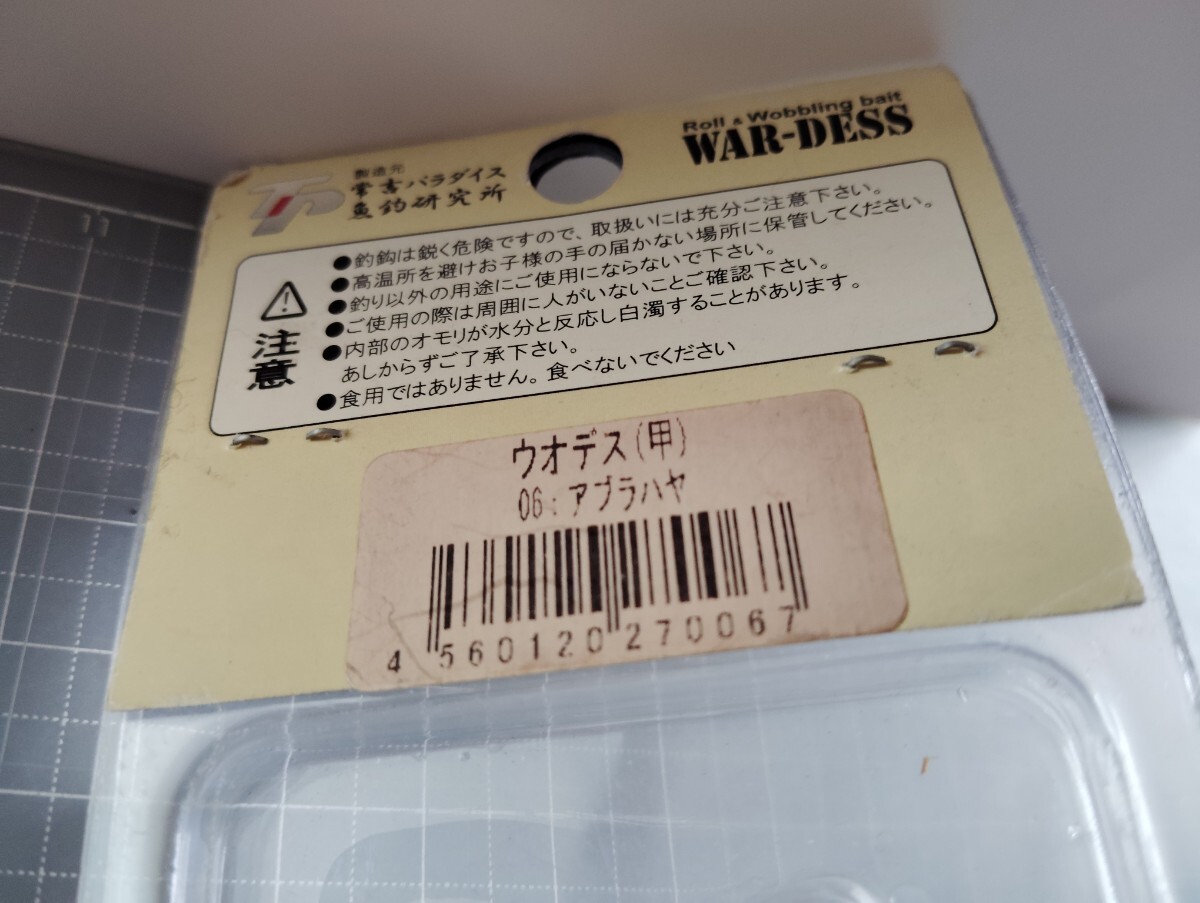 製造元
常吉パラダイス
魚釣研究所
Roll & Wobbling bait
WAR-DESS
注意
●釣鈎は鋭く危険ですので、取扱いには充分ご注意下さい。
●高温所を避けお子様の手の届かない場所に保管してください。
●釣り以外の用途にご使用にならないで下さい。
●ご使用の際は周囲に人がいないことご確認下さい。
●内部のオモリが水分と反応し白濁することがあります。
あしからずご了承下さい。
●食用ではありません。食べないでください
ウオデス(甲)
06:アブラハヤ
4 560120 270067
11